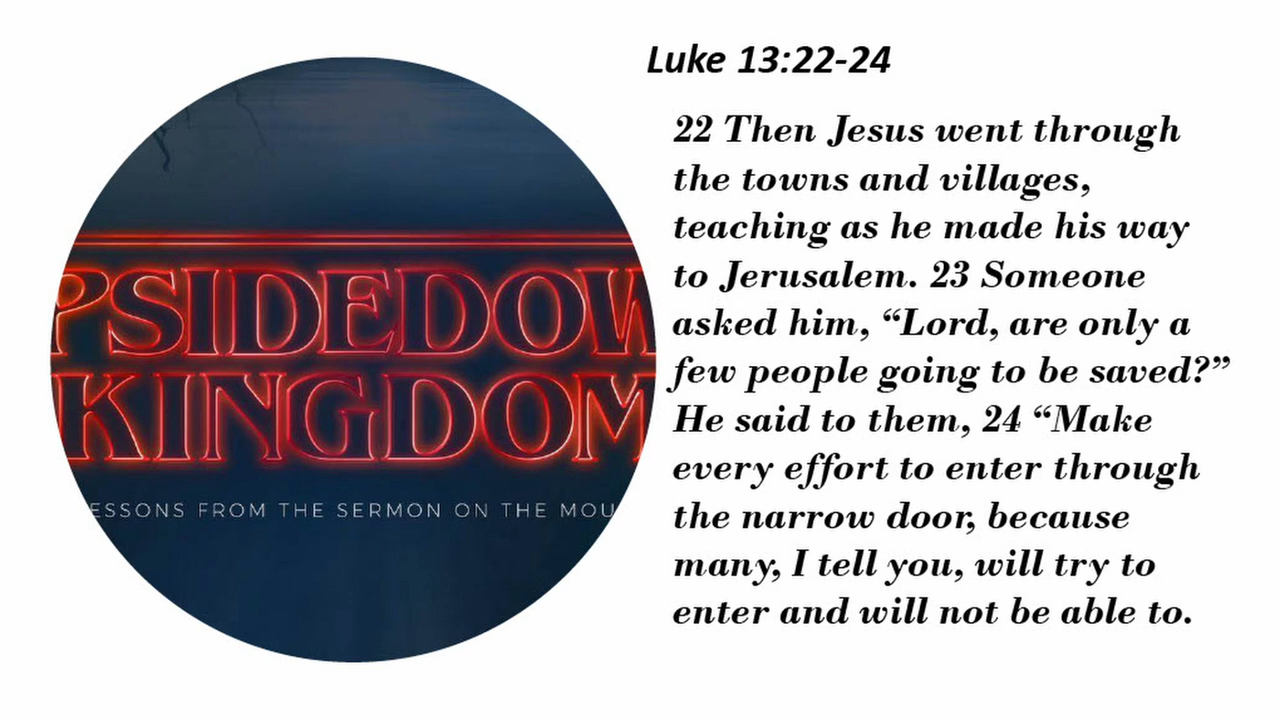 Luke 13:22-24
22 Then Jesus went through
the towns and villages,
teaching as he made his way
to Jerusalem. 23 Someone
asked him, “Lord, are only a
few people going to be saved?”
He said to them, 24 “Make
every effort to enter through
the narrow door, because
many, I tell you, will try to
enter and will not be able to.
PSIDEDOW
KINGDOM
ESSONS FROM THE SERMON ON THE MOU